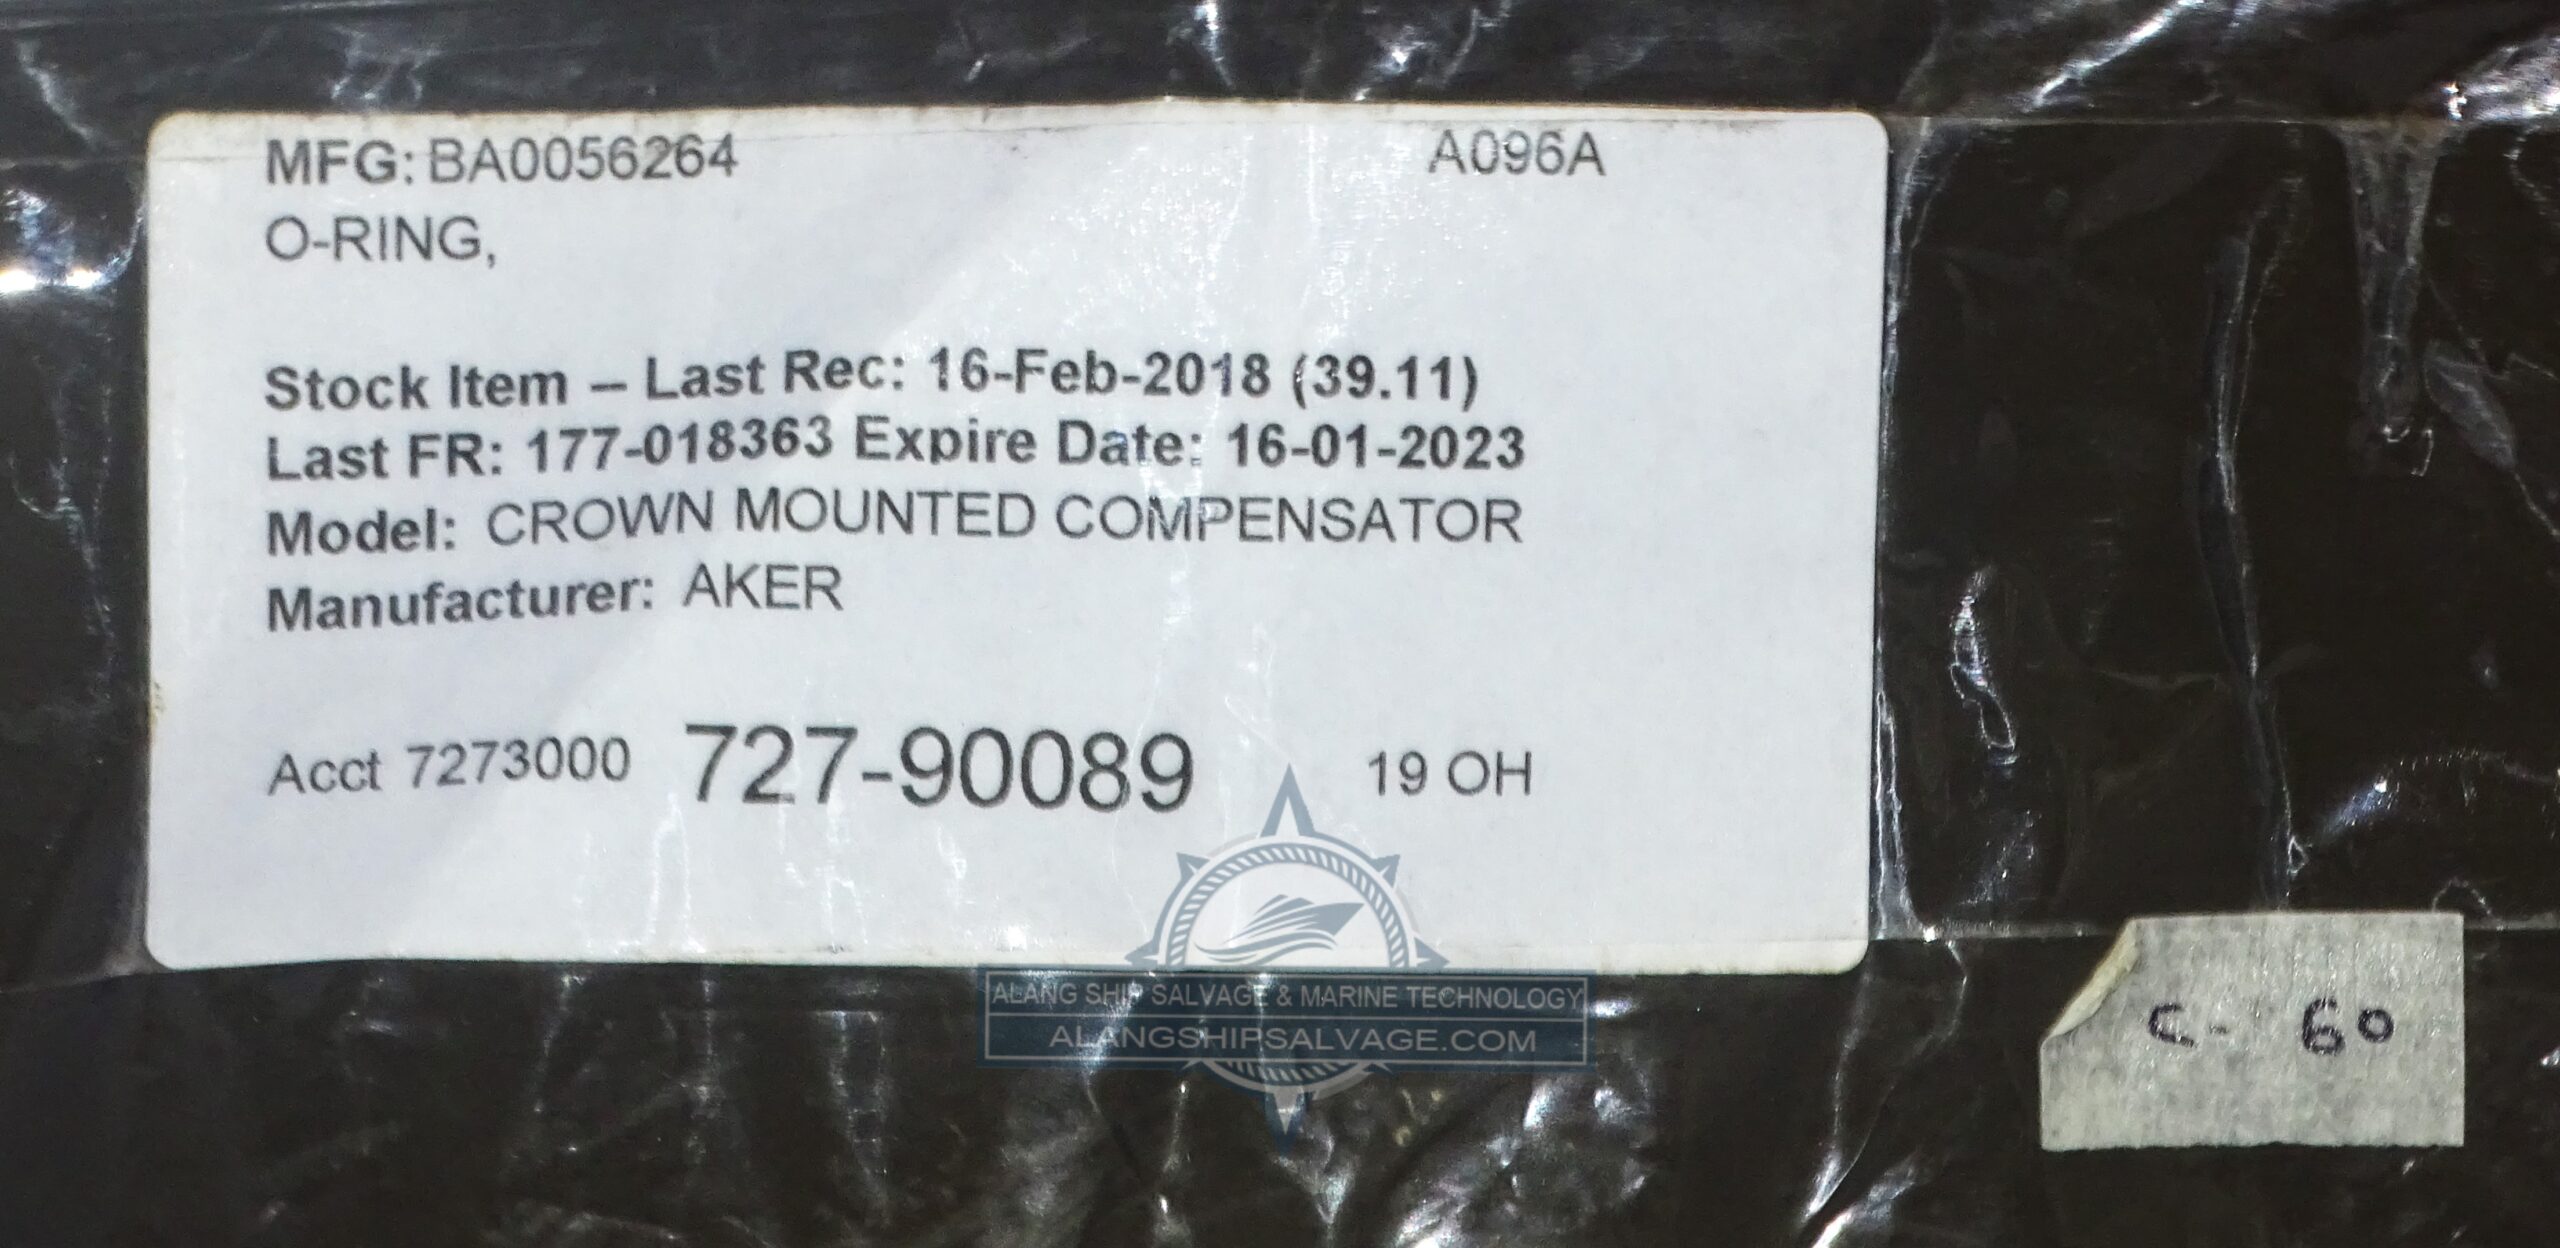 MFG: BA0056264 A096A
O-RING,
Stock Item – Last Rec: 16-Feb-2018 (39.11)
Last FR: 177-018363 Expire Date: 16-01-2023
Model: CROWN MOUNTED COMPENSATOR
Manufacturer: AKER
Acct 7273000 727-90089 19 OH
ALANG SHIP SALVAGE & MARINE TECHNOLOGY
ALANGSHIPSALVAGE.COM
C- 60